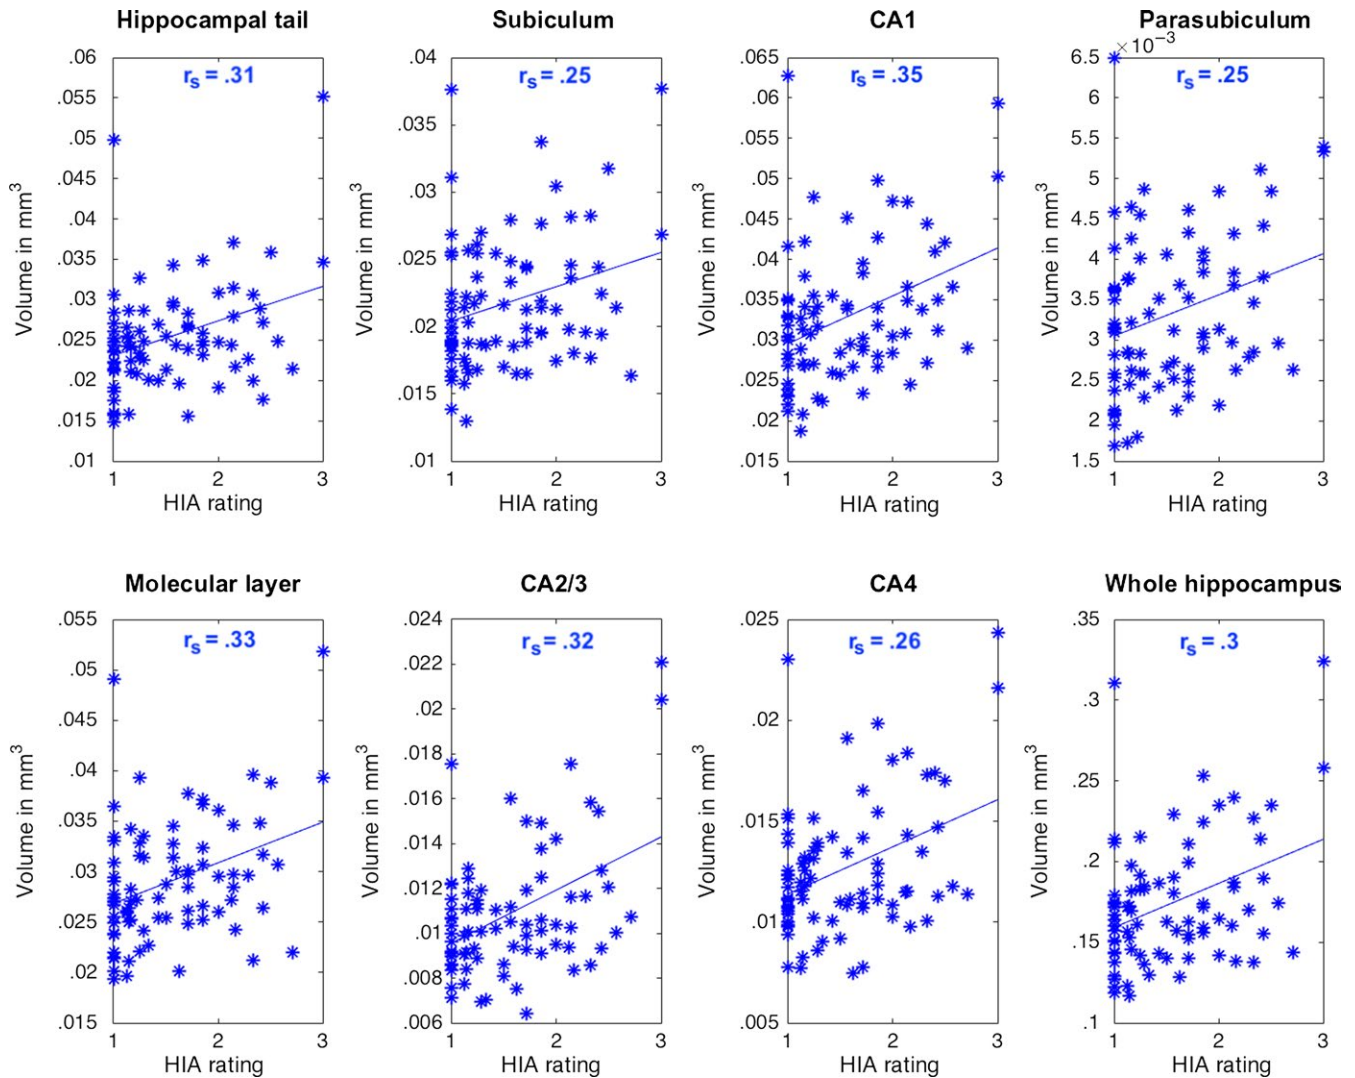 Hippocampal tail
rₛ = .31
.06
.055
.05
.045
.04
.035
.03
.025
.02
.015
.01
Volume in mm³
1 2 3
HIA rating
Subiculum
rₛ = .25
.04
.035
.03
.025
.02
.015
.01
Volume in mm³
1 2 3
HIA rating
CA1
rₛ = .35
.065
.06
.055
.05
.045
.04
.035
.03
.025
.02
.015
Volume in mm³
1 2 3
HIA rating
Parasubiculum
×10⁻³
rₛ = .25
6.5
6
5.5
5
4.5
4
3.5
3
2.5
2
1.5
Volume in mm³
1 2 3
HIA rating
Molecular layer
rₛ = .33
.055
.05
.045
.04
.035
.03
.025
.02
.015
Volume in mm³
1 2 3
HIA rating
CA2/3
rₛ = .32
.024
.022
.02
.018
.016
.014
.012
.01
.008
.006
Volume in mm³
1 2 3
HIA rating
CA4
rₛ = .26
.025
.02
.015
.01
.005
Volume in mm³
1 2 3
HIA rating
Whole hippocampus
rₛ = .3
.35
.3
.25
.2
.15
.1
Volume in mm³
1 2 3
HIA rating